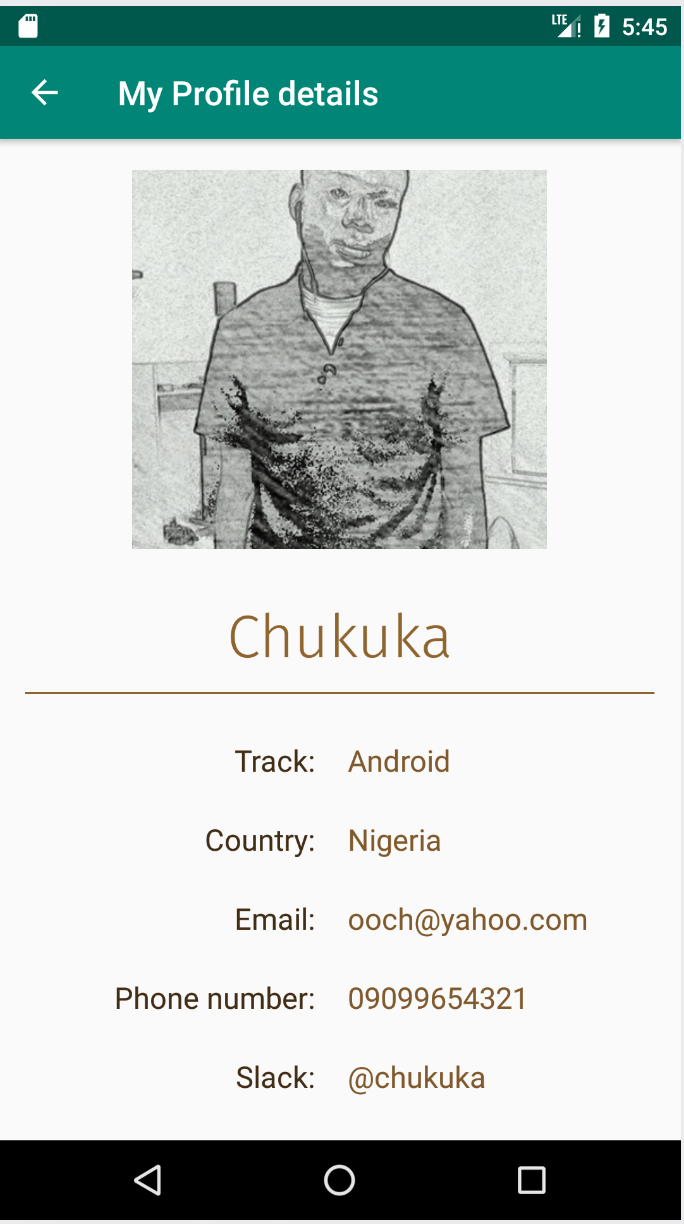 LTE 5:45
My Profile details
Chukuka
Track: Android
Country: Nigeria
Email: ooch@yahoo.com
Phone number: 09099654321
Slack: @chukuka